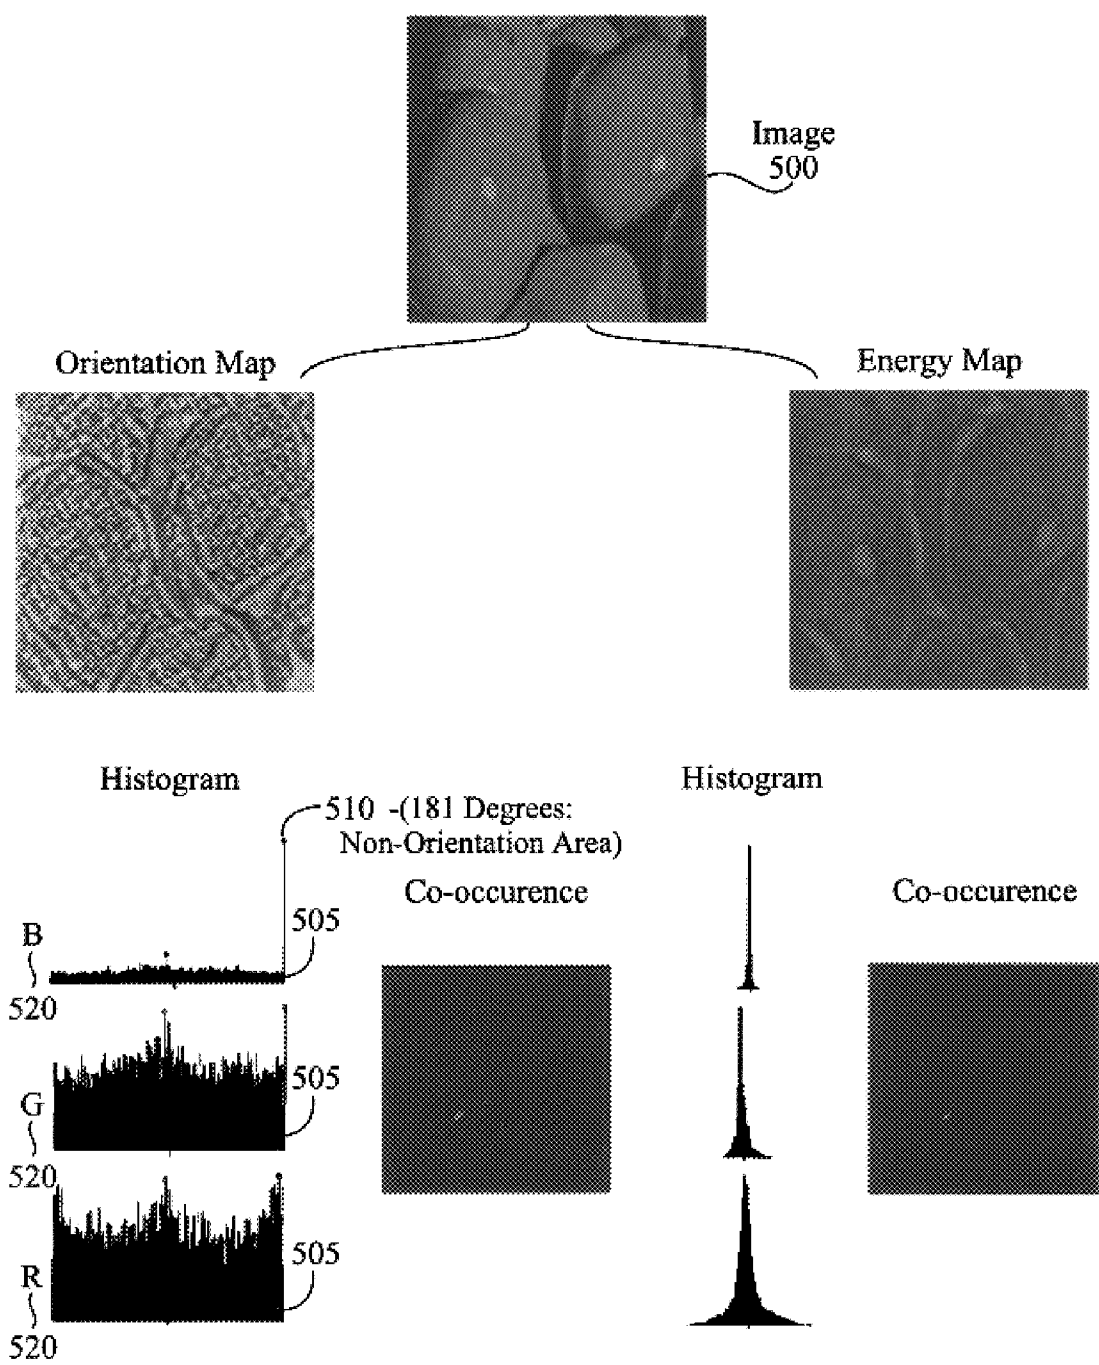 Image
500
Orientation Map
Energy Map
Histogram
Histogram
510 -(181 Degrees:
Non-Orientation Area)
Co-occurence
Co-occurence
B
505
520
G
505
520
R
505
520